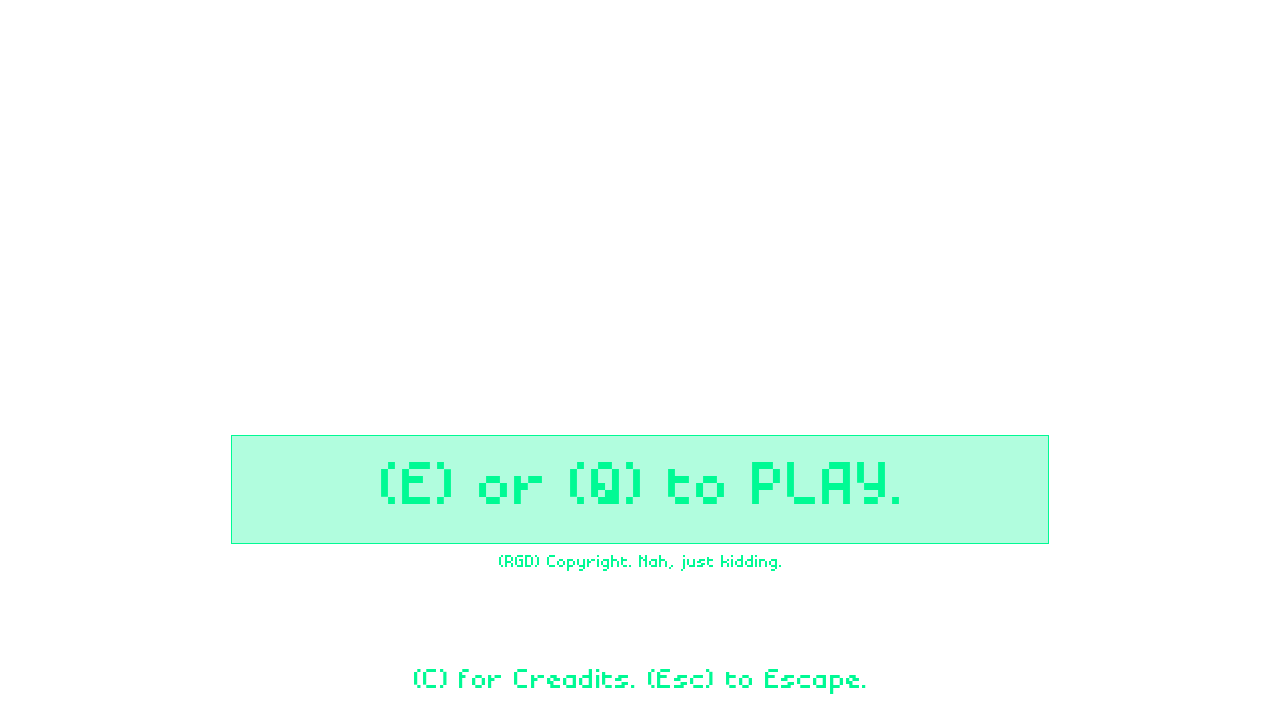 (E) or (Q) to PLAY.
(RGD) Copyright. Nah, just kidding.
(C) for Creadits. (Esc) to Escape.